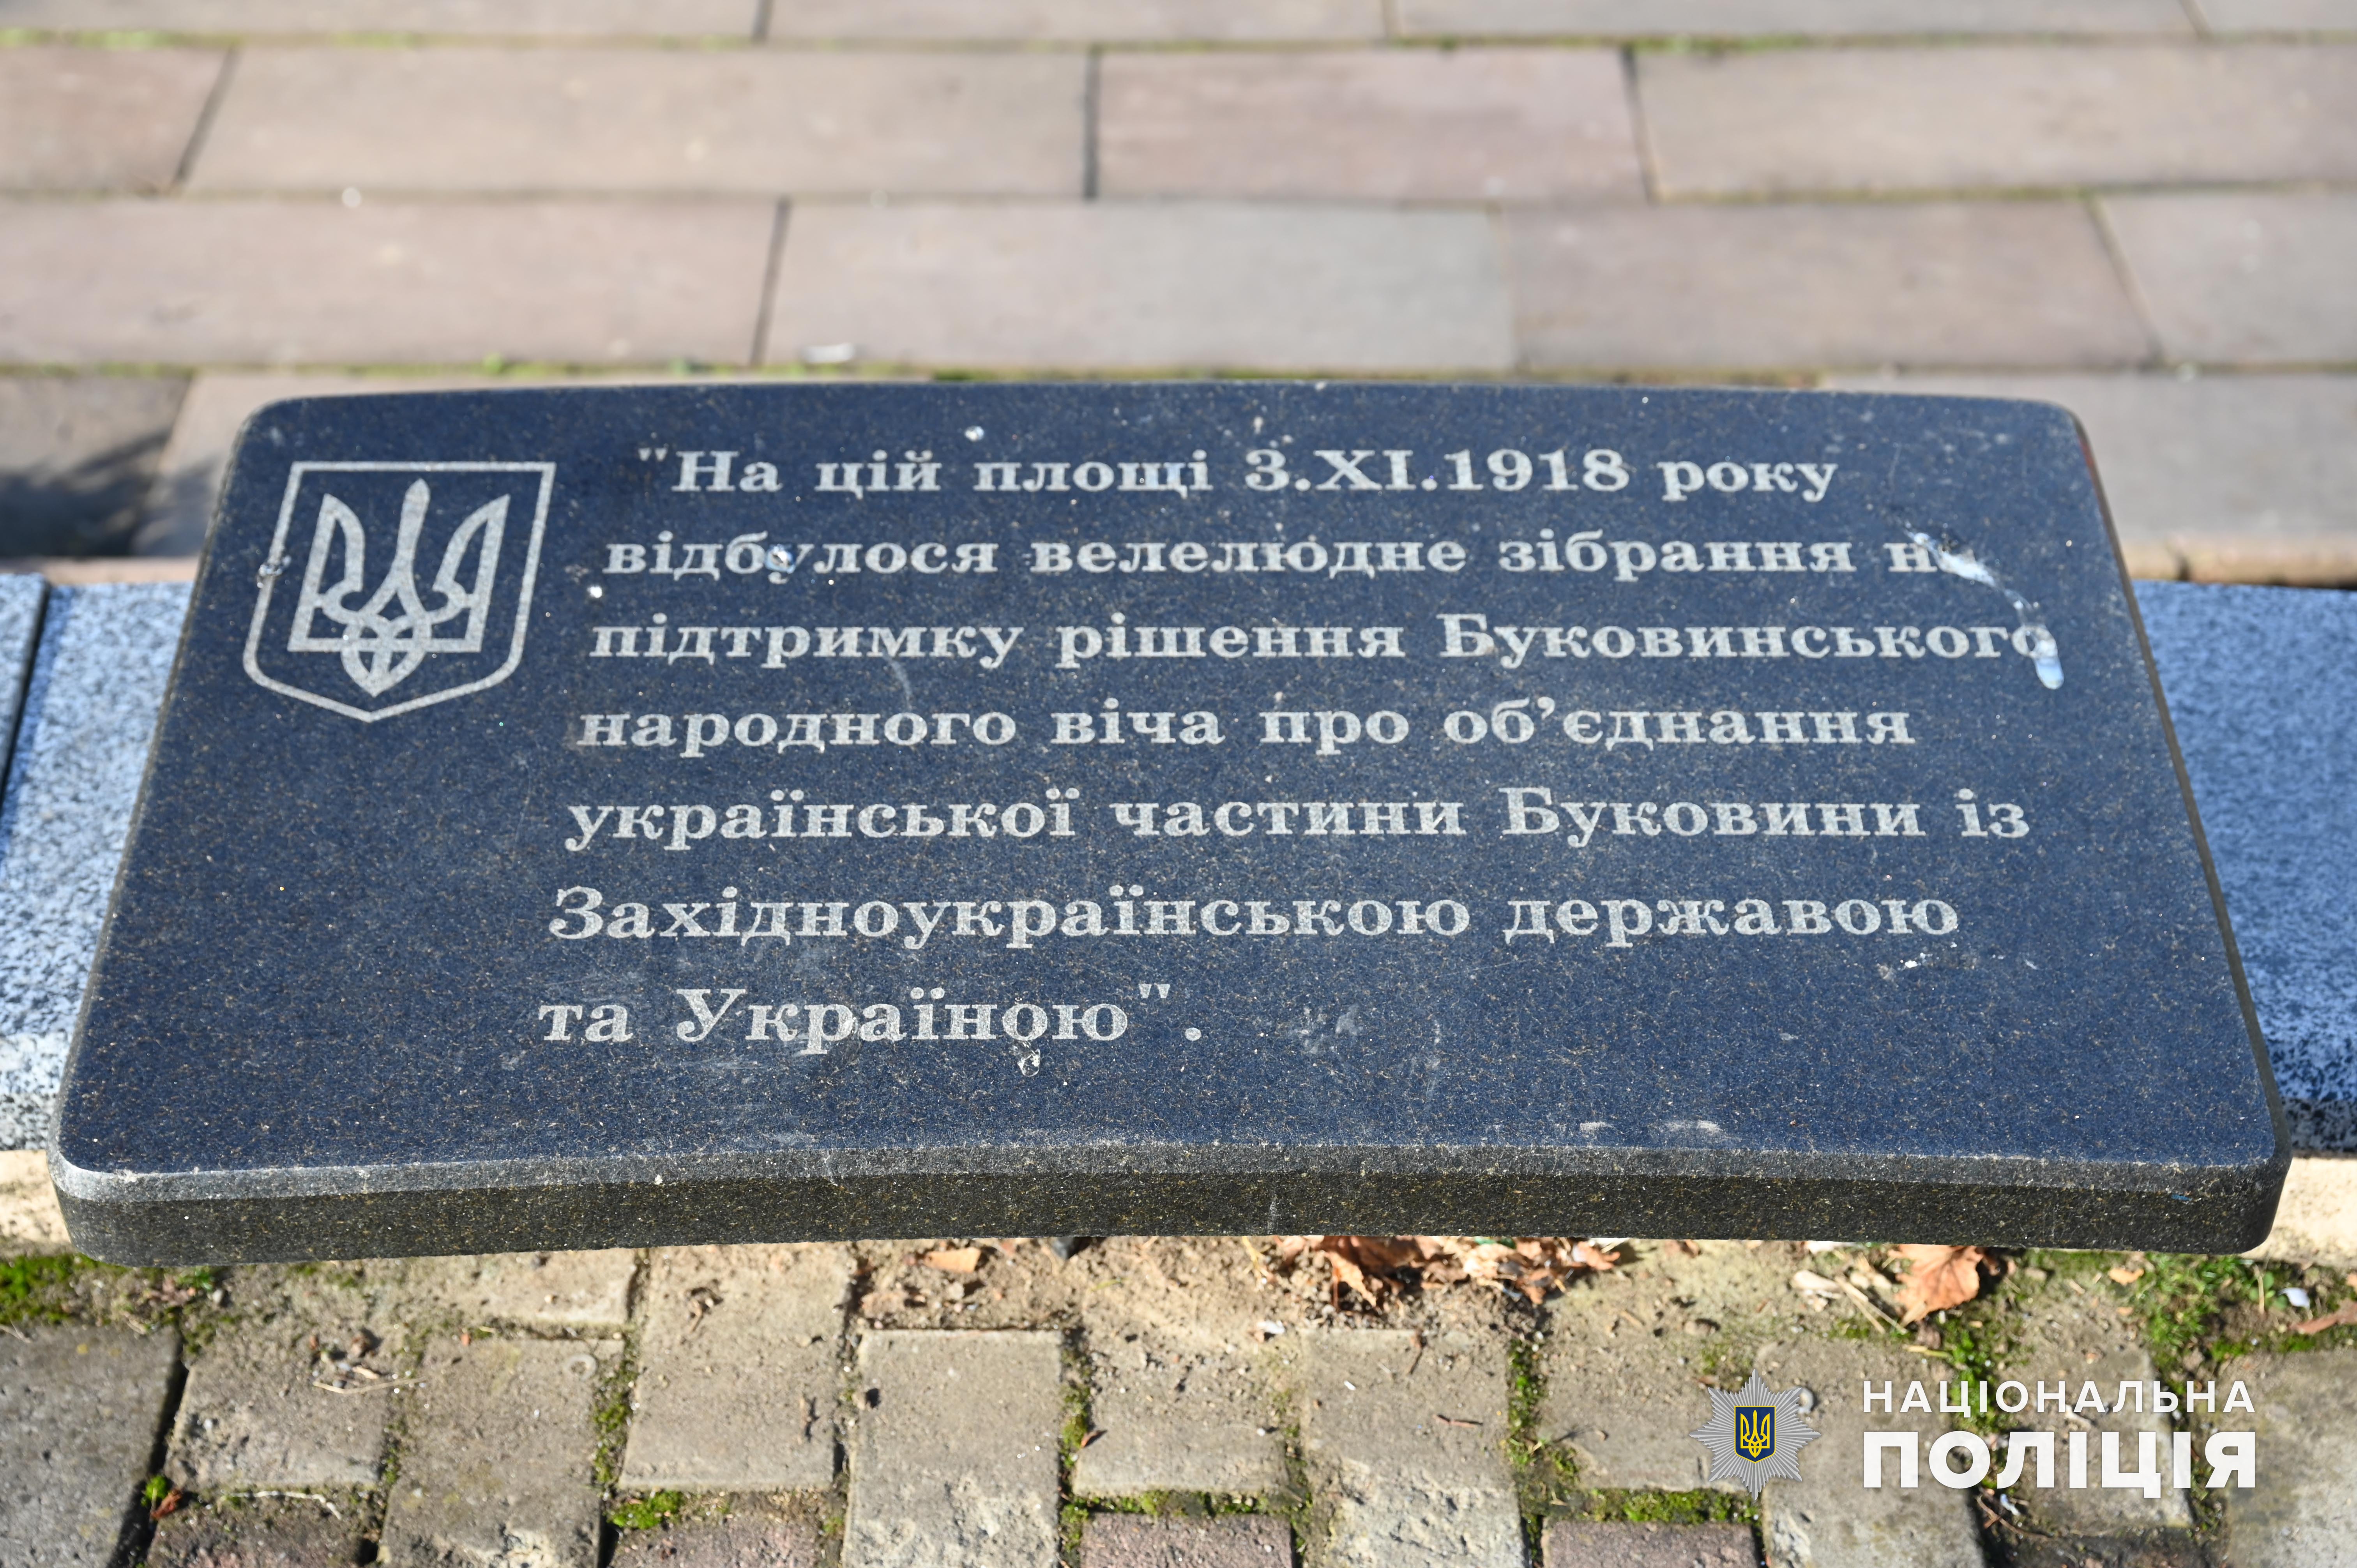 "На цій площі 3.XI.1918 року
відбулося велелюдне зібрання на
підтримку рішення Буковинського
народного віча про об'єднання
української частини Буковини із
Західноукраїнською державою
та Україною".
НАЦІОНАЛЬНА
ПОЛІЦІЯ